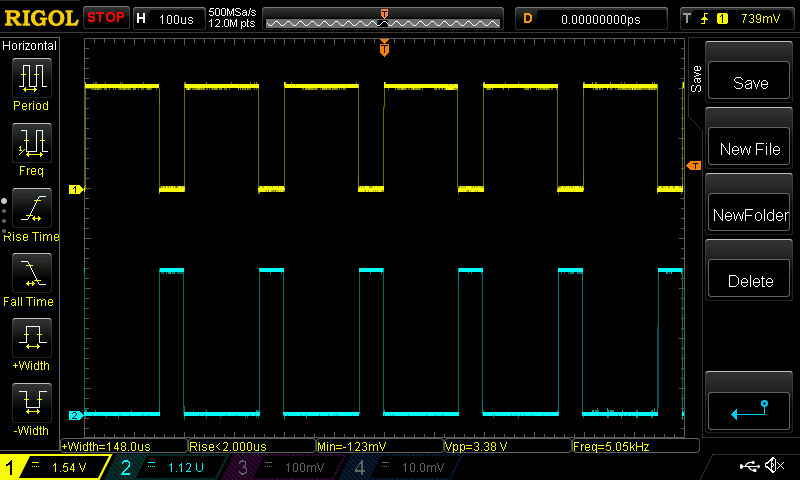 RIGOL STOP H 100us 500MSa/s 12.0M pts T D 0.00000000ps T 1 739mV
Horizontal
Period
Freq
Rise Time
Fall Time
+Width
-Width
T
1
T
2
Save
Save
New File
NewFolder
Delete
+Width=148.0us Rise<2.000us Min=-123mV Vpp=3.38 V Freq=5.05kHz
1 1.54 V 2 1.12 U 3 100mV 4 10.0mV